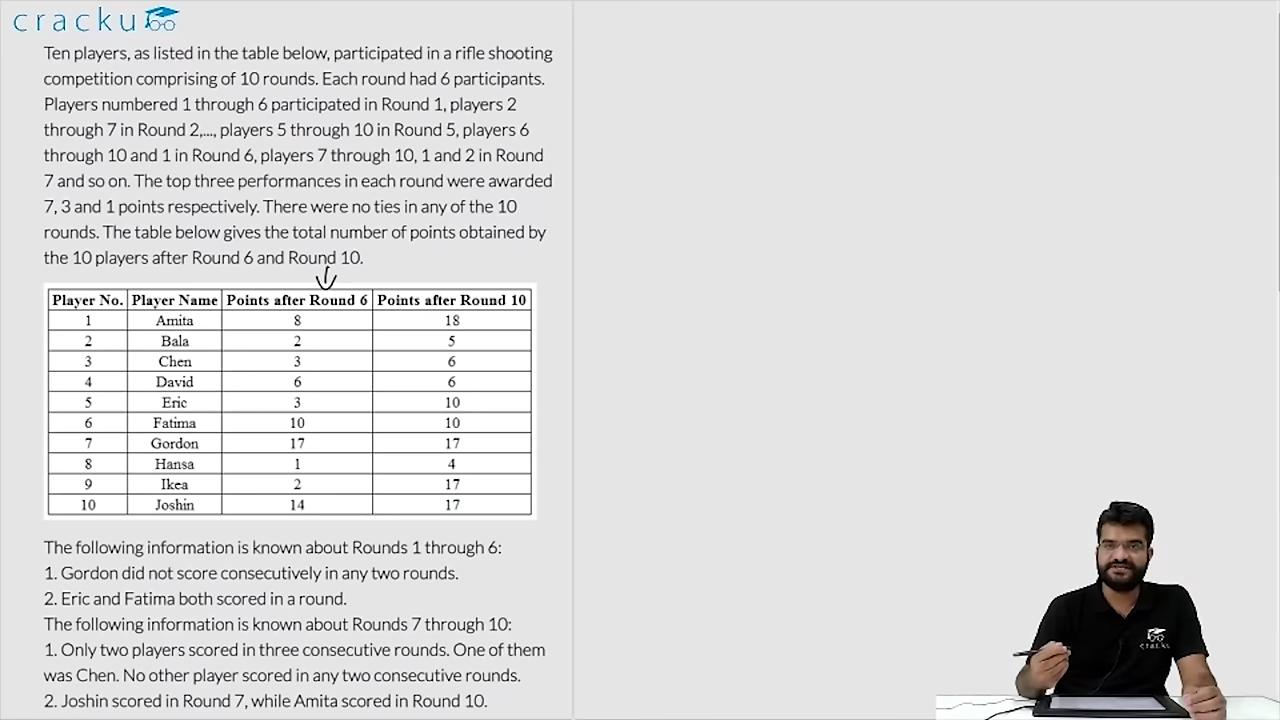 cracku
Ten players, as listed in the table below, participated in a rifle shooting
competition comprising of 10 rounds. Each round had 6 participants.
Players numbered 1 through 6 participated in Round 1, players 2
through 7 in Round 2,..., players 5 through 10 in Round 5, players 6
through 10 and 1 in Round 6, players 7 through 10, 1 and 2 in Round
7 and so on. The top three performances in each round were awarded
7, 3 and 1 points respectively. There were no ties in any of the 10
rounds. The table below gives the total number of points obtained by
the 10 players after Round 6 and Round 10.
Player No. Player Name Points after Round 6 Points after Round 10
1 Amita 8 18
2 Bala 2 5
3 Chen 3 6
4 David 6 6
5 Eric 3 10
6 Fatima 10 10
7 Gordon 17 17
8 Hansa 1 4
9 Ikea 2 17
10 Joshin 14 17
The following information is known about Rounds 1 through 6:
1. Gordon did not score consecutively in any two rounds.
2. Eric and Fatima both scored in a round.
The following information is known about Rounds 7 through 10:
1. Only two players scored in three consecutive rounds. One of them
was Chen. No other player scored in any two consecutive rounds.
2. Joshin scored in Round 7, while Amita scored in Round 10.
cracku